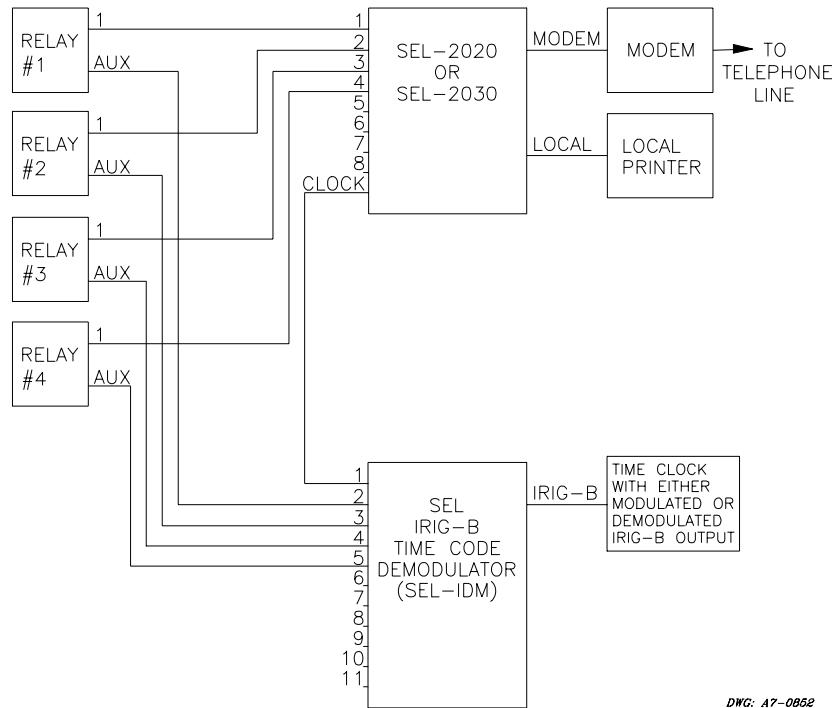 RELAY
#1
1
AUX
RELAY
#2
1
AUX
RELAY
#3
1
AUX
RELAY
#4
1
AUX
1
2
3
4
5
6
7
8
CLOCK
SEL-2020
OR
SEL-2030
MODEM
MODEM
TO
TELEPHONE
LINE
LOCAL
LOCAL
PRINTER
1
2
3
4
5
6
7
8
9
10
11
SEL
IRIG-B
TIME CODE
DEMODULATOR
(SEL-IDM)
IRIG-B
TIME CLOCK
WITH EITHER
MODULATED OR
DEMODULATED
IRIG-B OUTPUT
DWG: A7-0852